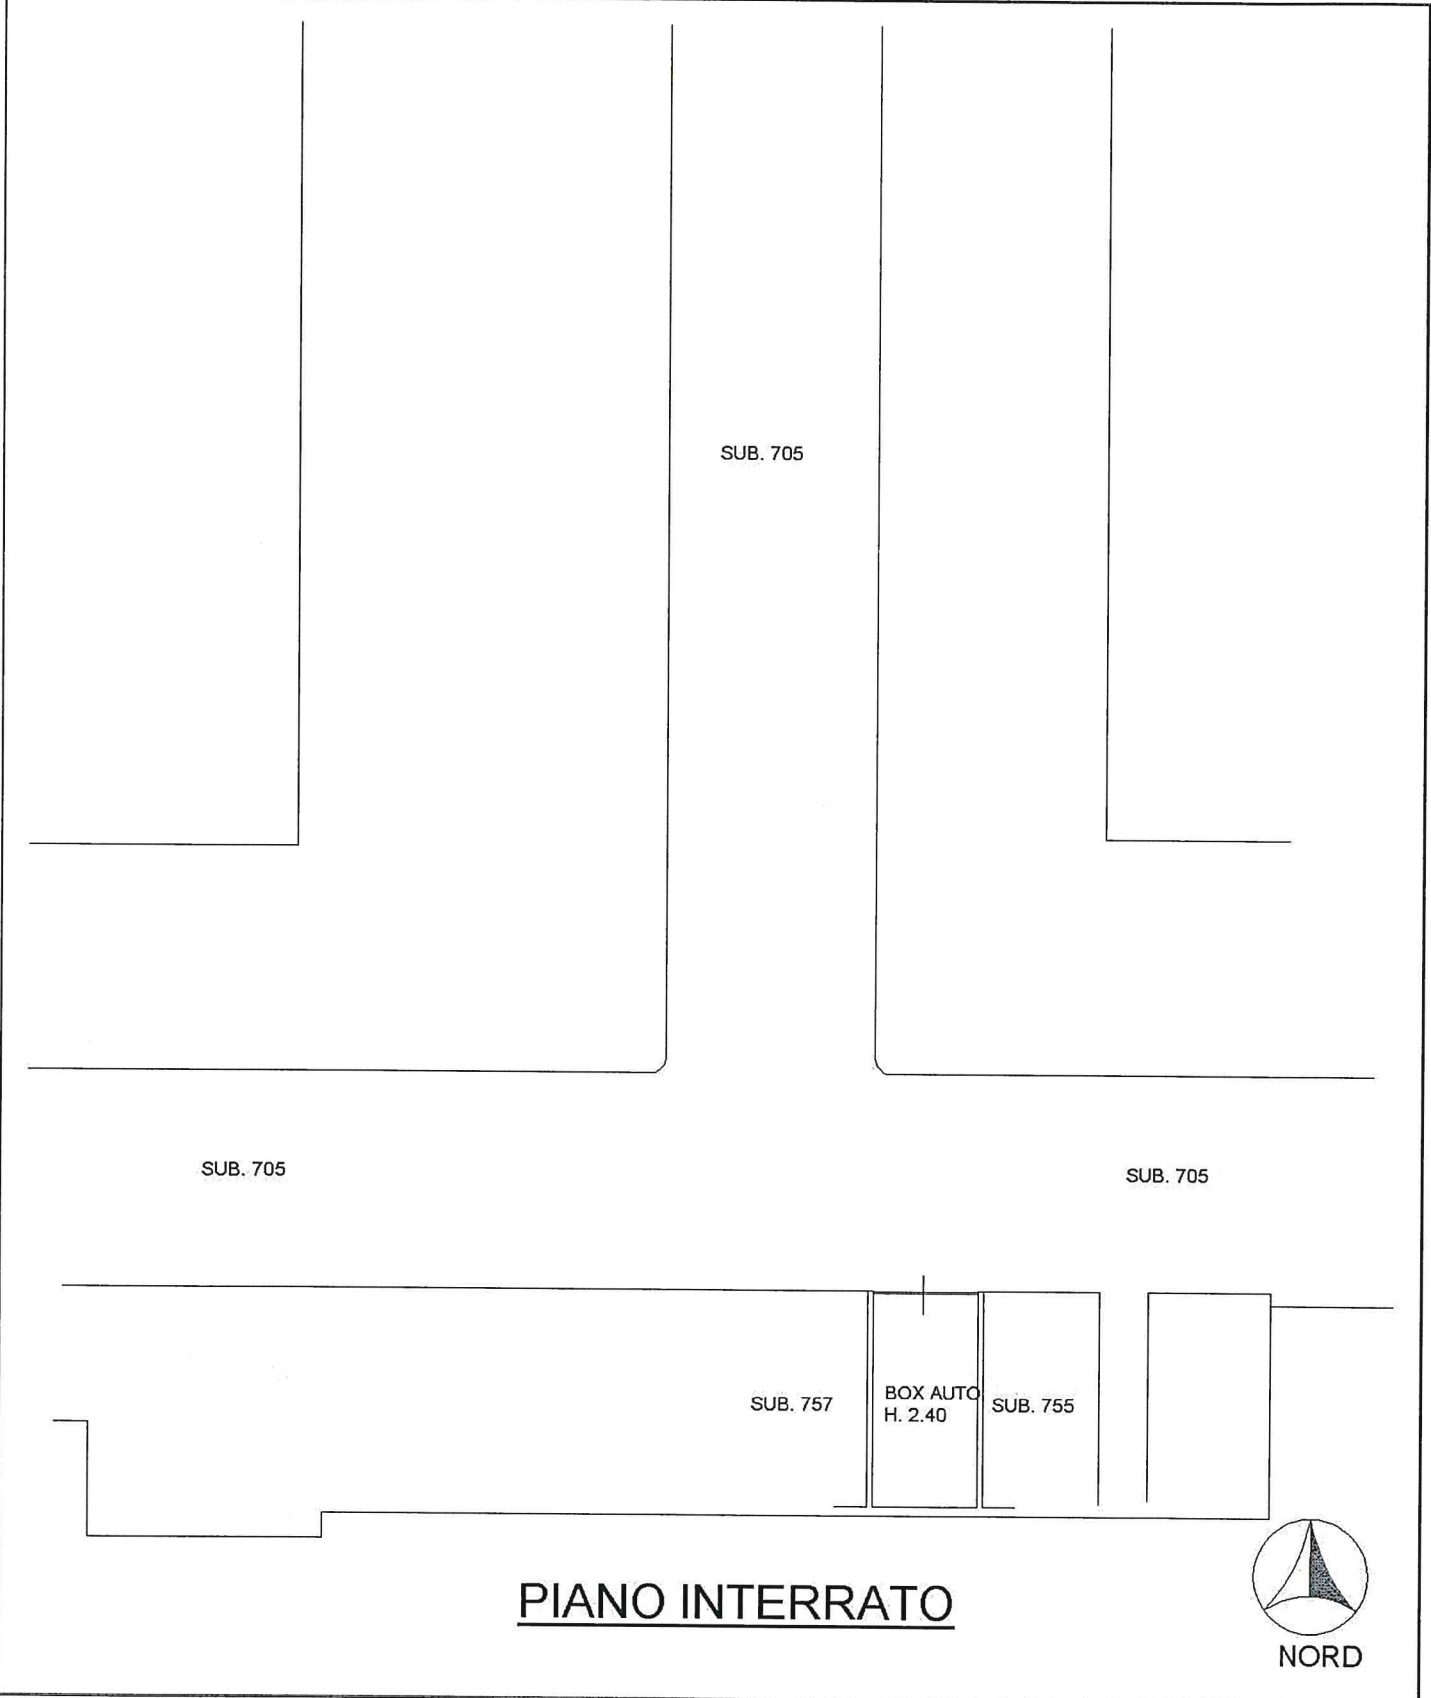 SUB. 705
SUB. 705
SUB. 705
SUB. 757
BOX AUTO
H. 2.40
SUB. 755
PIANO INTERRATO
NORD